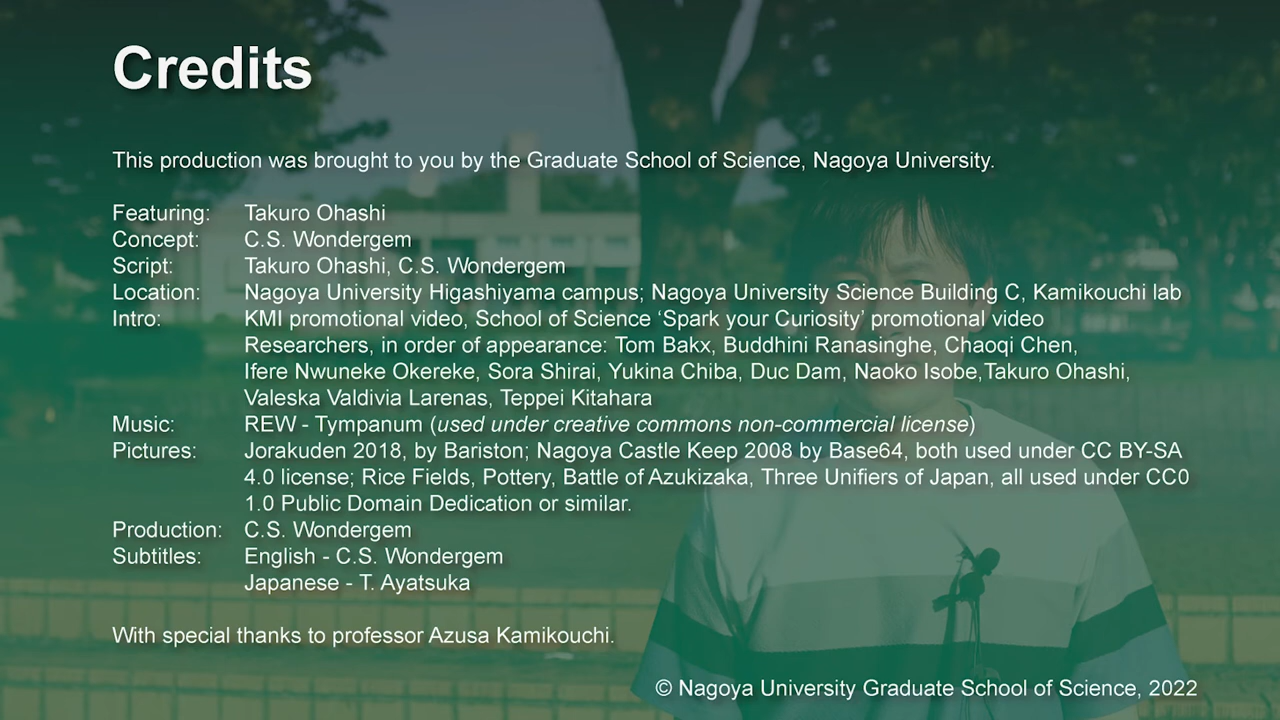 Credits
This production was brought to you by the Graduate School of Science, Nagoya University.
Featuring: Takuro Ohashi
Concept: C.S. Wondergem
Script: Takuro Ohashi, C.S. Wondergem
Location: Nagoya University Higashiyama campus; Nagoya University Science Building C, Kamikouchi lab
Intro: KMI promotional video, School of Science ‘Spark your Curiosity’ promotional video
Researchers, in order of appearance: Tom Bakx, Buddhini Ranasinghe, Chaoqi Chen,
Ifere Nwuneke Okereke, Sora Shirai, Yukina Chiba, Duc Dam, Naoko Isobe,Takuro Ohashi,
Valeska Valdivia Larenas, Teppei Kitahara
Music: REW - Tympanum (used under creative commons non-commercial license)
Pictures: Jorakuden 2018, by Bariston; Nagoya Castle Keep 2008 by Base64, both used under CC BY-SA
4.0 license; Rice Fields, Pottery, Battle of Azukizaka, Three Unifiers of Japan, all used under CC0
1.0 Public Domain Dedication or similar.
Production: C.S. Wondergem
Subtitles: English - C.S. Wondergem
Japanese - T. Ayatsuka
With special thanks to professor Azusa Kamikouchi.
© Nagoya University Graduate School of Science, 2022